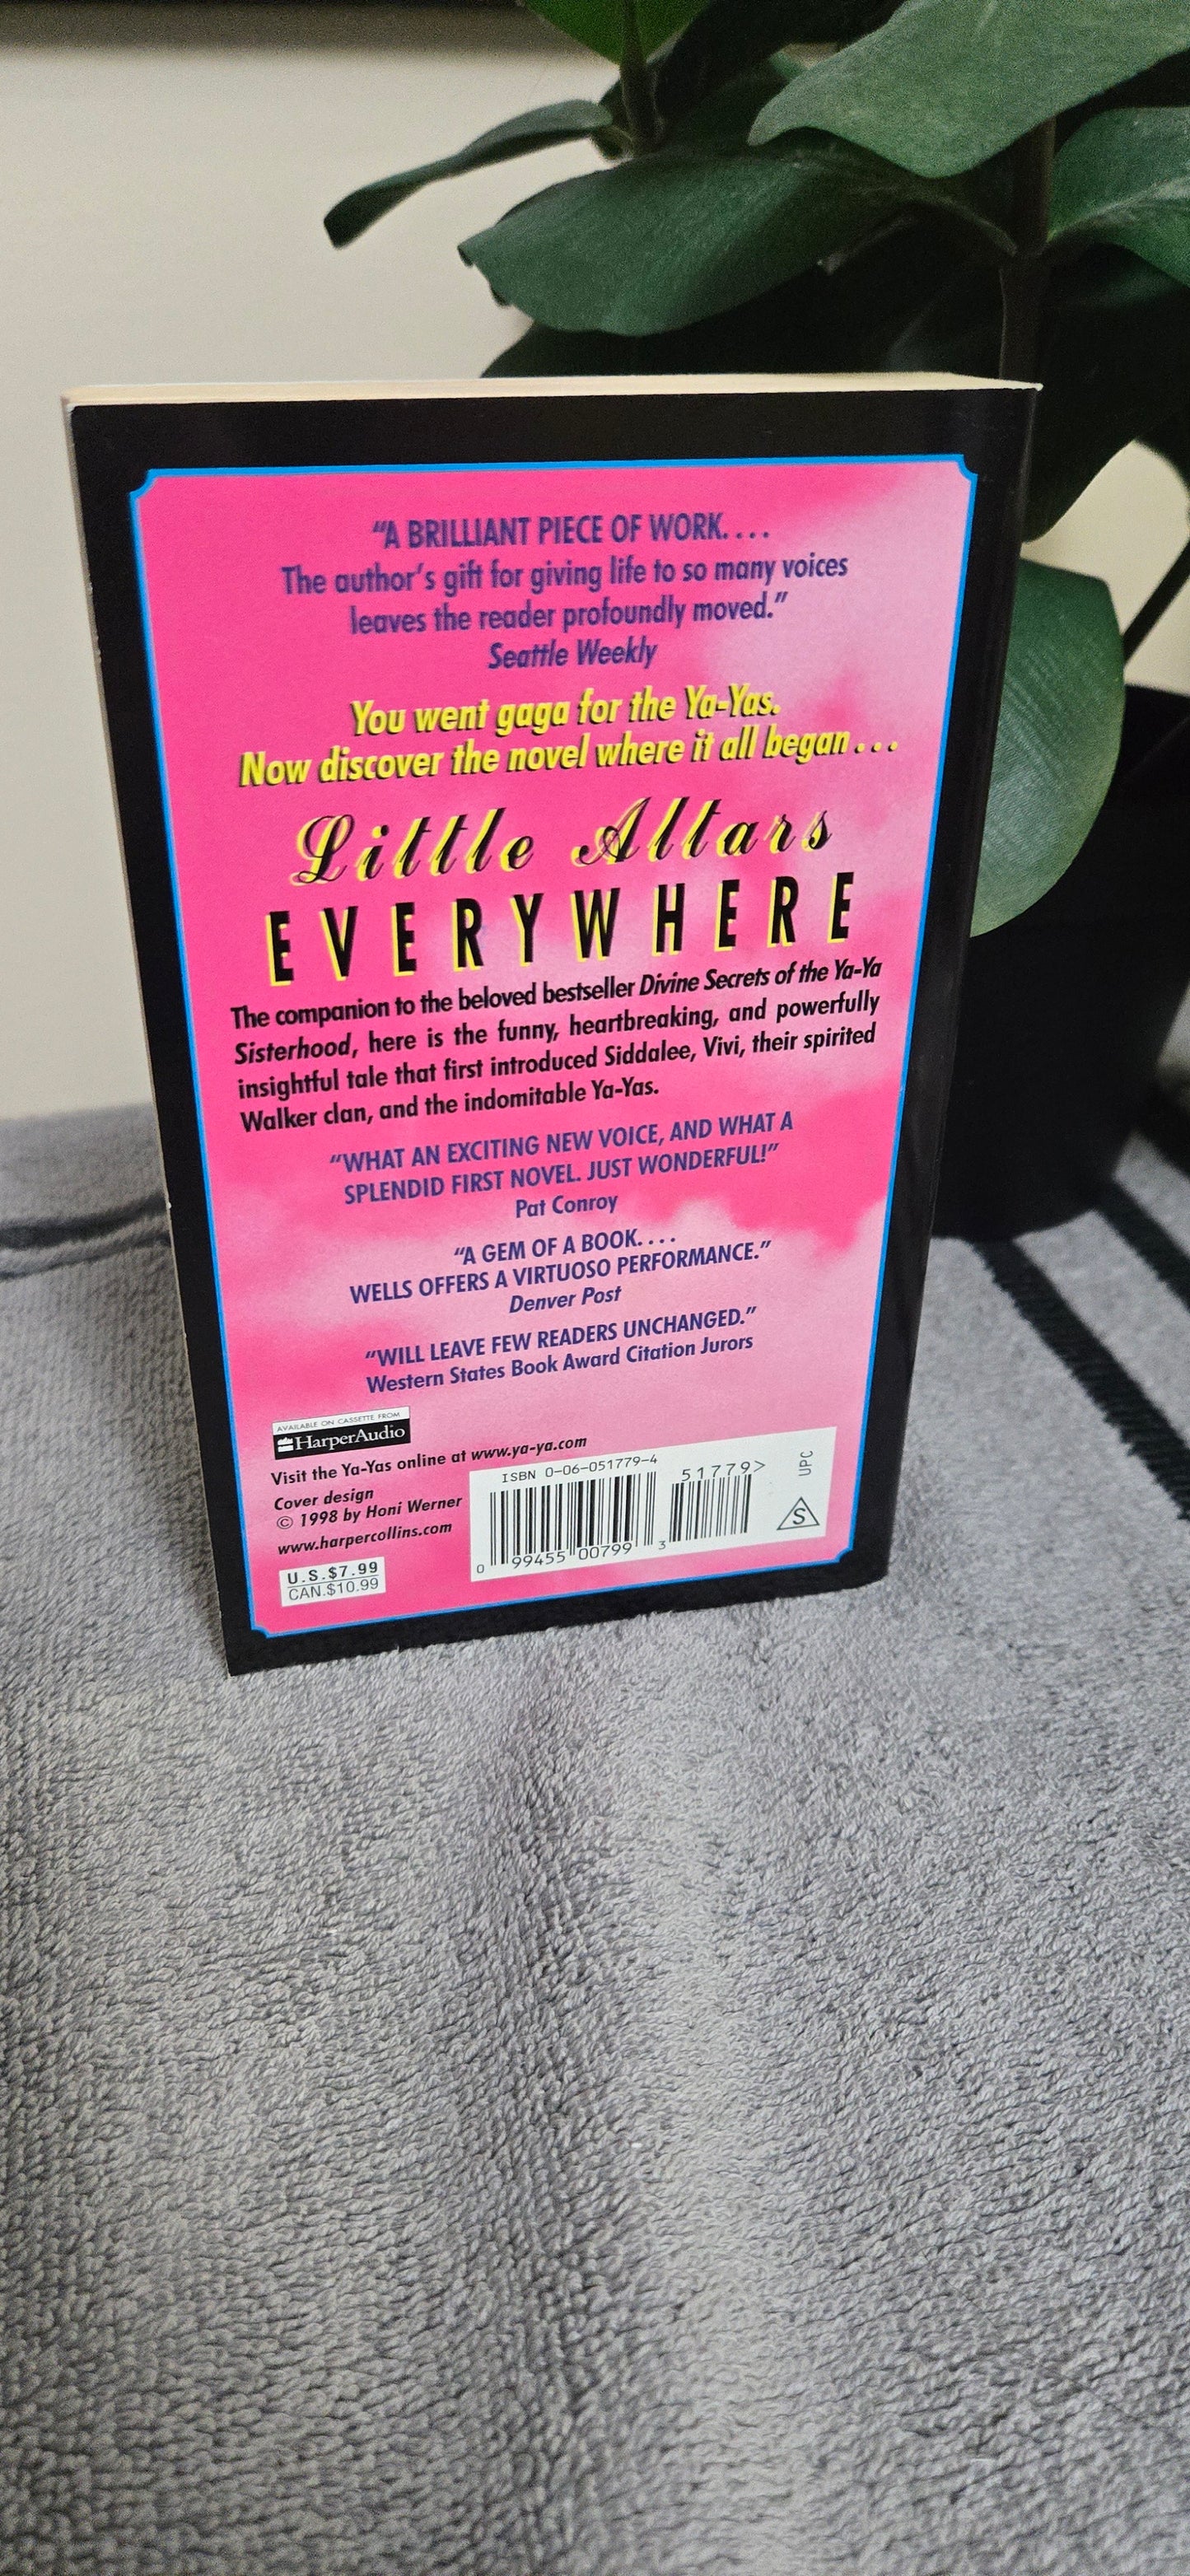 “A BRILLIANT PIECE OF WORK. . . .
The author’s gift for giving life to so many voices
leaves the reader profoundly moved.”
Seattle Weekly
You went gaga for the Ya-Yas.
Now discover the novel where it all began . . .
Little Altars
EVERYWHERE
The companion to the beloved bestseller Divine Secrets of the Ya-Ya
Sisterhood, here is the funny, heartbreaking, and powerfully
insightful tale that first introduced Siddalee, Vivi, their spirited
Walker clan, and the indomitable Ya-Yas.
“WHAT AN EXCITING NEW VOICE, AND WHAT A
SPLENDID FIRST NOVEL. JUST WONDERFUL!”
Pat Conroy
“A GEM OF A BOOK. . . .
WELLS OFFERS A VIRTUOSO PERFORMANCE.”
Denver Post
“WILL LEAVE FEW READERS UNCHANGED.”
Western States Book Award Citation Jurors
AVAILABLE ON CASSETTE FROM
HarperAudio
Visit the Ya-Yas online at www.ya-ya.com
Cover design
© 1998 by Honi Werner
www.harpercollins.com
U.S.$7.99
CAN.$10.99
ISBN 0-06-051779-4
51779>
0 99455 00799 3
UPC
S